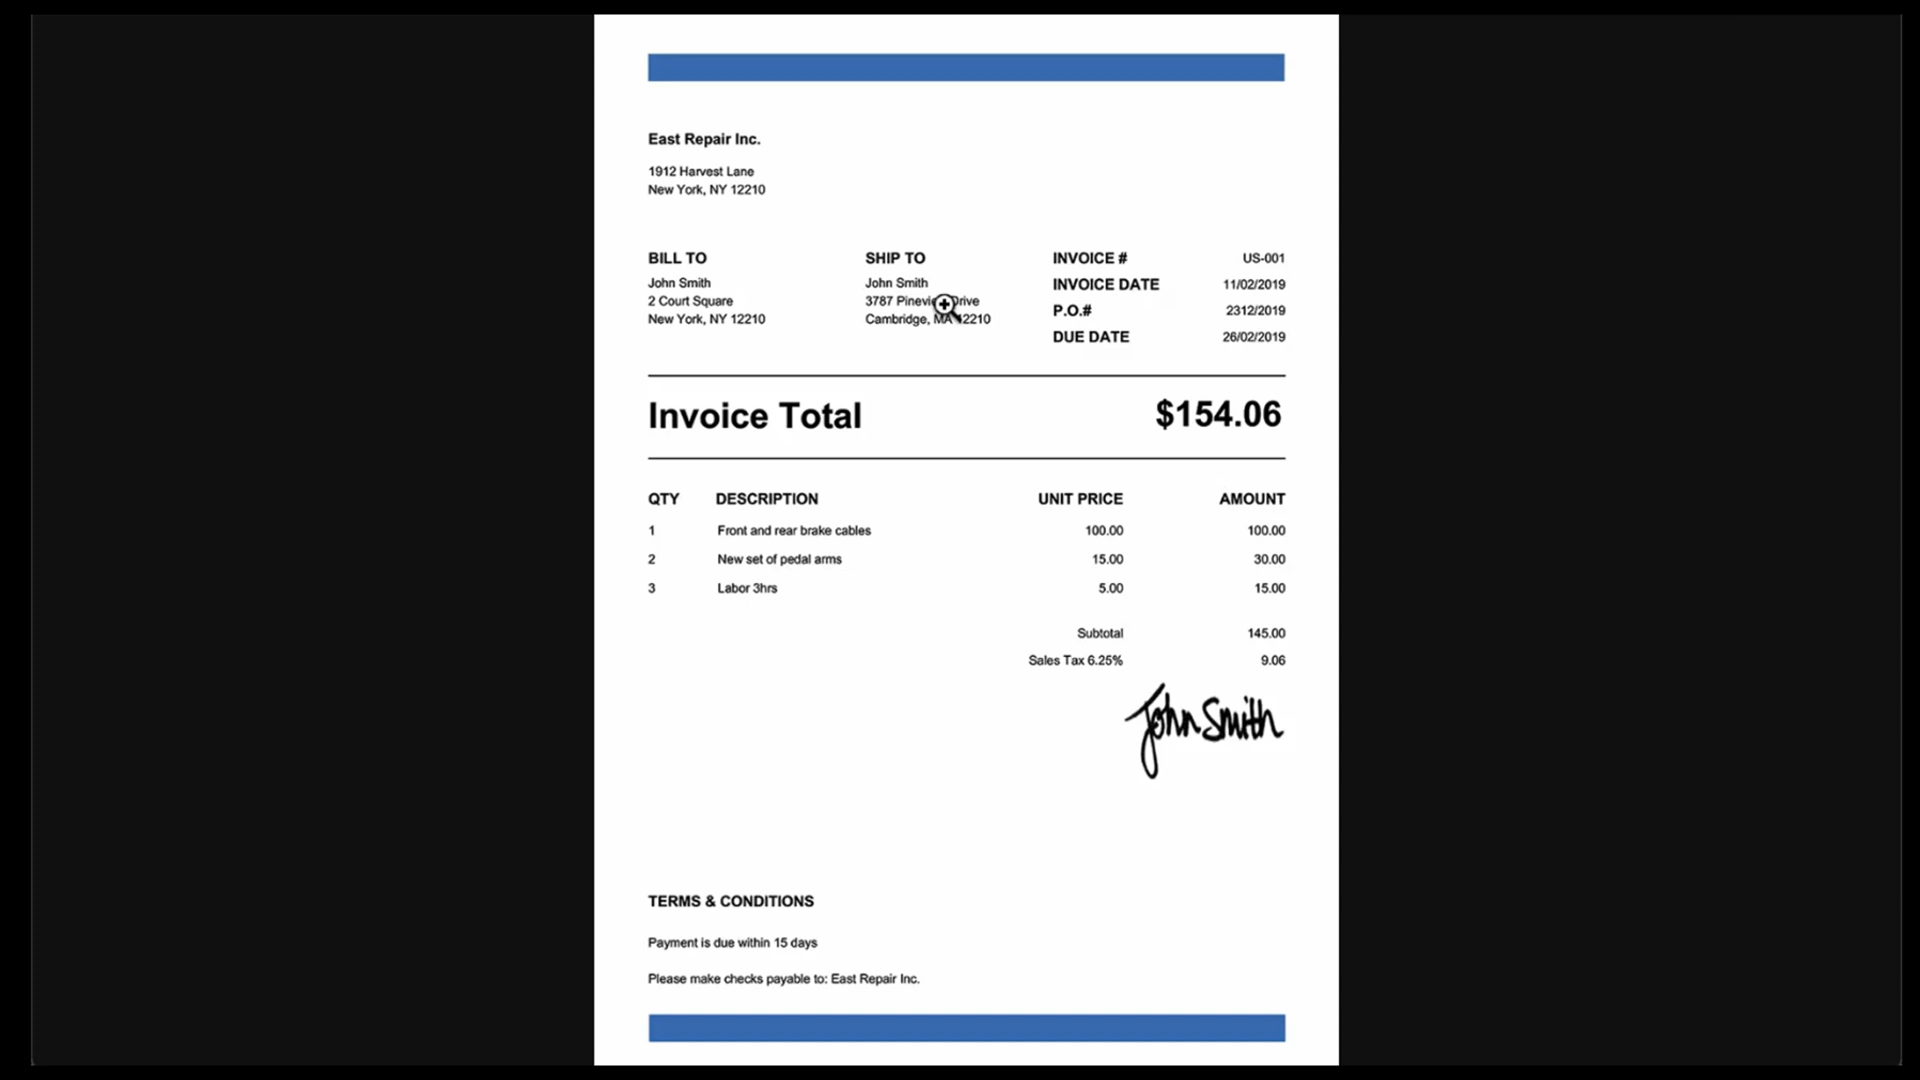 East Repair Inc.
1912 Harvest Lane
New York, NY 12210
BILL TO
John Smith
2 Court Square
New York, NY 12210
SHIP TO
John Smith
3787 Pineview Drive
Cambridge, MA 12210
INVOICE # US-001
INVOICE DATE 11/02/2019
P.O.# 2312/2019
DUE DATE 26/02/2019
Invoice Total $154.06
QTY DESCRIPTION UNIT PRICE AMOUNT
1 Front and rear brake cables 100.00 100.00
2 New set of pedal arms 15.00 30.00
3 Labor 3hrs 5.00 15.00
Subtotal 145.00
Sales Tax 6.25% 9.06
John Smith
TERMS & CONDITIONS
Payment is due within 15 days
Please make checks payable to: East Repair Inc.